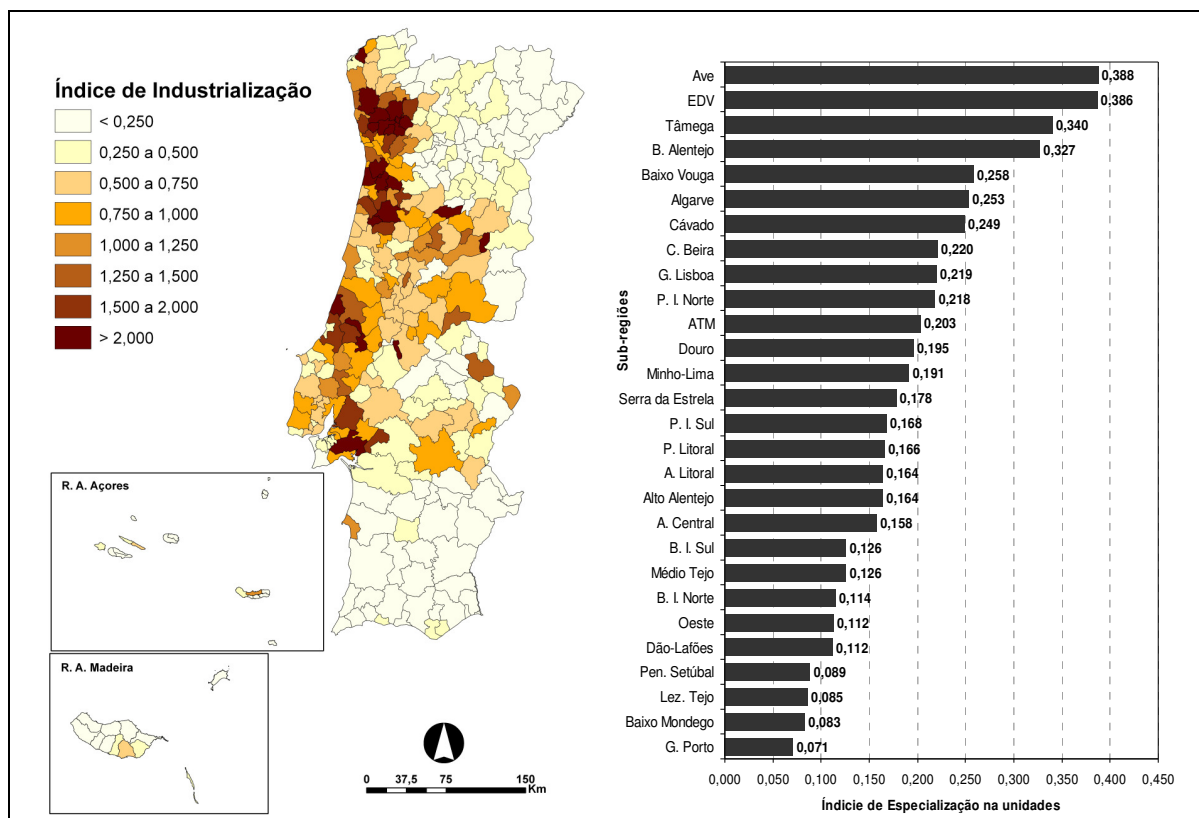 Índice de Industrialização
< 0,250
0,250 a 0,500
0,500 a 0,750
0,750 a 1,000
1,000 a 1,250
1,250 a 1,500
1,500 a 2,000
> 2,000
R. A. Açores
R. A. Madeira
0 37,5 75 150
Km
Sub-regiões
Ave 0,388
EDV 0,386
Tâmega 0,340
B. Alentejo 0,327
Baixo Vouga 0,258
Algarve 0,253
Cávado 0,249
C. Beira 0,220
G. Lisboa 0,219
P. I. Norte 0,218
ATM 0,203
Douro 0,195
Minho-Lima 0,191
Serra da Estrela 0,178
P. I. Sul 0,168
P. Litoral 0,166
A. Litoral 0,164
Alto Alentejo 0,164
A. Central 0,158
B. I. Sul 0,126
Médio Tejo 0,126
B. I. Norte 0,114
Oeste 0,112
Dão-Lafões 0,112
Pen. Setúbal 0,089
Lez. Tejo 0,085
Baixo Mondego 0,083
G. Porto 0,071
0,000 0,050 0,100 0,150 0,200 0,250 0,300 0,350 0,400 0,450
Índicie de Especialização na unidades